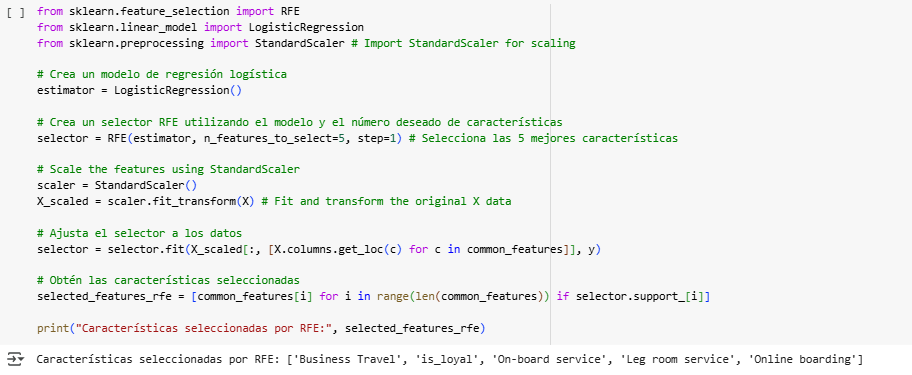 [ ] from sklearn.feature_selection import RFE
from sklearn.linear_model import LogisticRegression
from sklearn.preprocessing import StandardScaler # Import StandardScaler for scaling
# Crea un modelo de regresión logística
estimator = LogisticRegression()
# Crea un selector RFE utilizando el modelo y el número deseado de características
selector = RFE(estimator, n_features_to_select=5, step=1) # Selecciona las 5 mejores características
# Scale the features using StandardScaler
scaler = StandardScaler()
X_scaled = scaler.fit_transform(X) # Fit and transform the original X data
# Ajusta el selector a los datos
selector = selector.fit(X_scaled[:, [X.columns.get_loc(c) for c in common_features]], y)
# Obtén las características seleccionadas
selected_features_rfe = [common_features[i] for i in range(len(common_features)) if selector.support_[i]]
print("Características seleccionadas por RFE:", selected_features_rfe)
Características seleccionadas por RFE: ['Business Travel', 'is_loyal', 'On-board service', 'Leg room service', 'Online boarding']